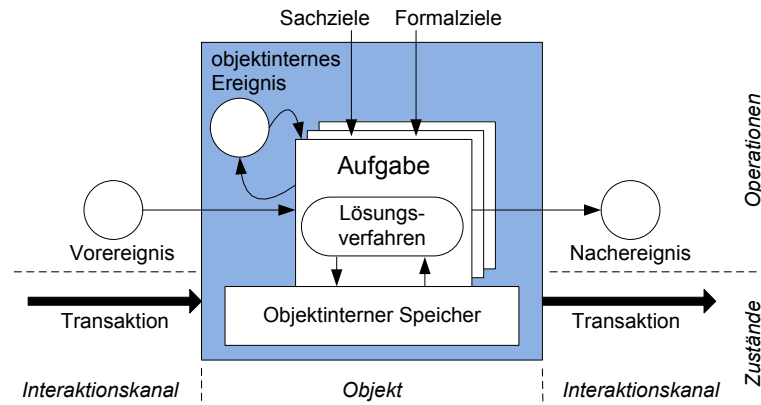 Sachziele
Formalziele
objektinternes
Ereignis
Aufgabe
Lösungs-
verfahren
Vorereignis
Nachereignis
Operationen
Objektinterner Speicher
Transaktion
Transaktion
Zustände
Interaktionskanal
Objekt
Interaktionskanal